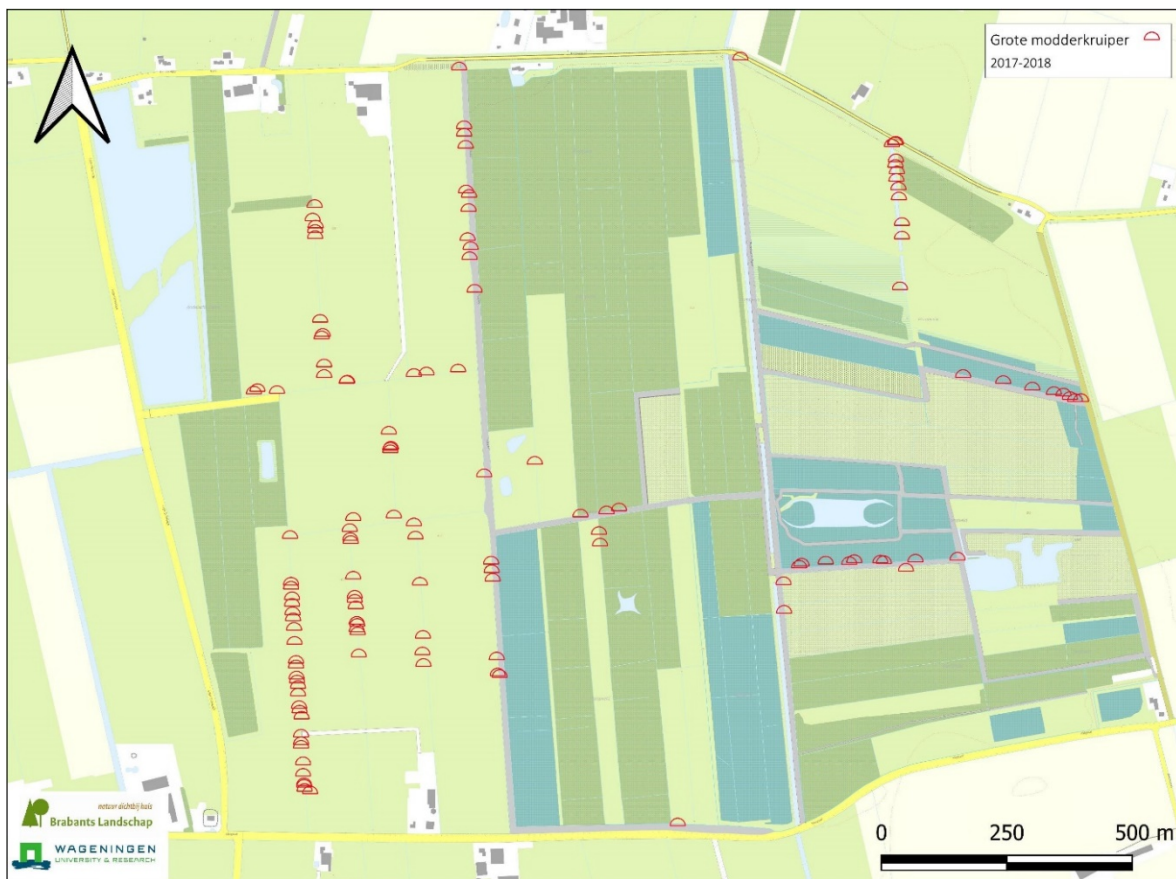 Grote modderkruiper
2017-2018
natuur dichtbij huis
Brabants Landschap
WAGENINGEN
UNIVERSITY & RESEARCH
0 250 500 m